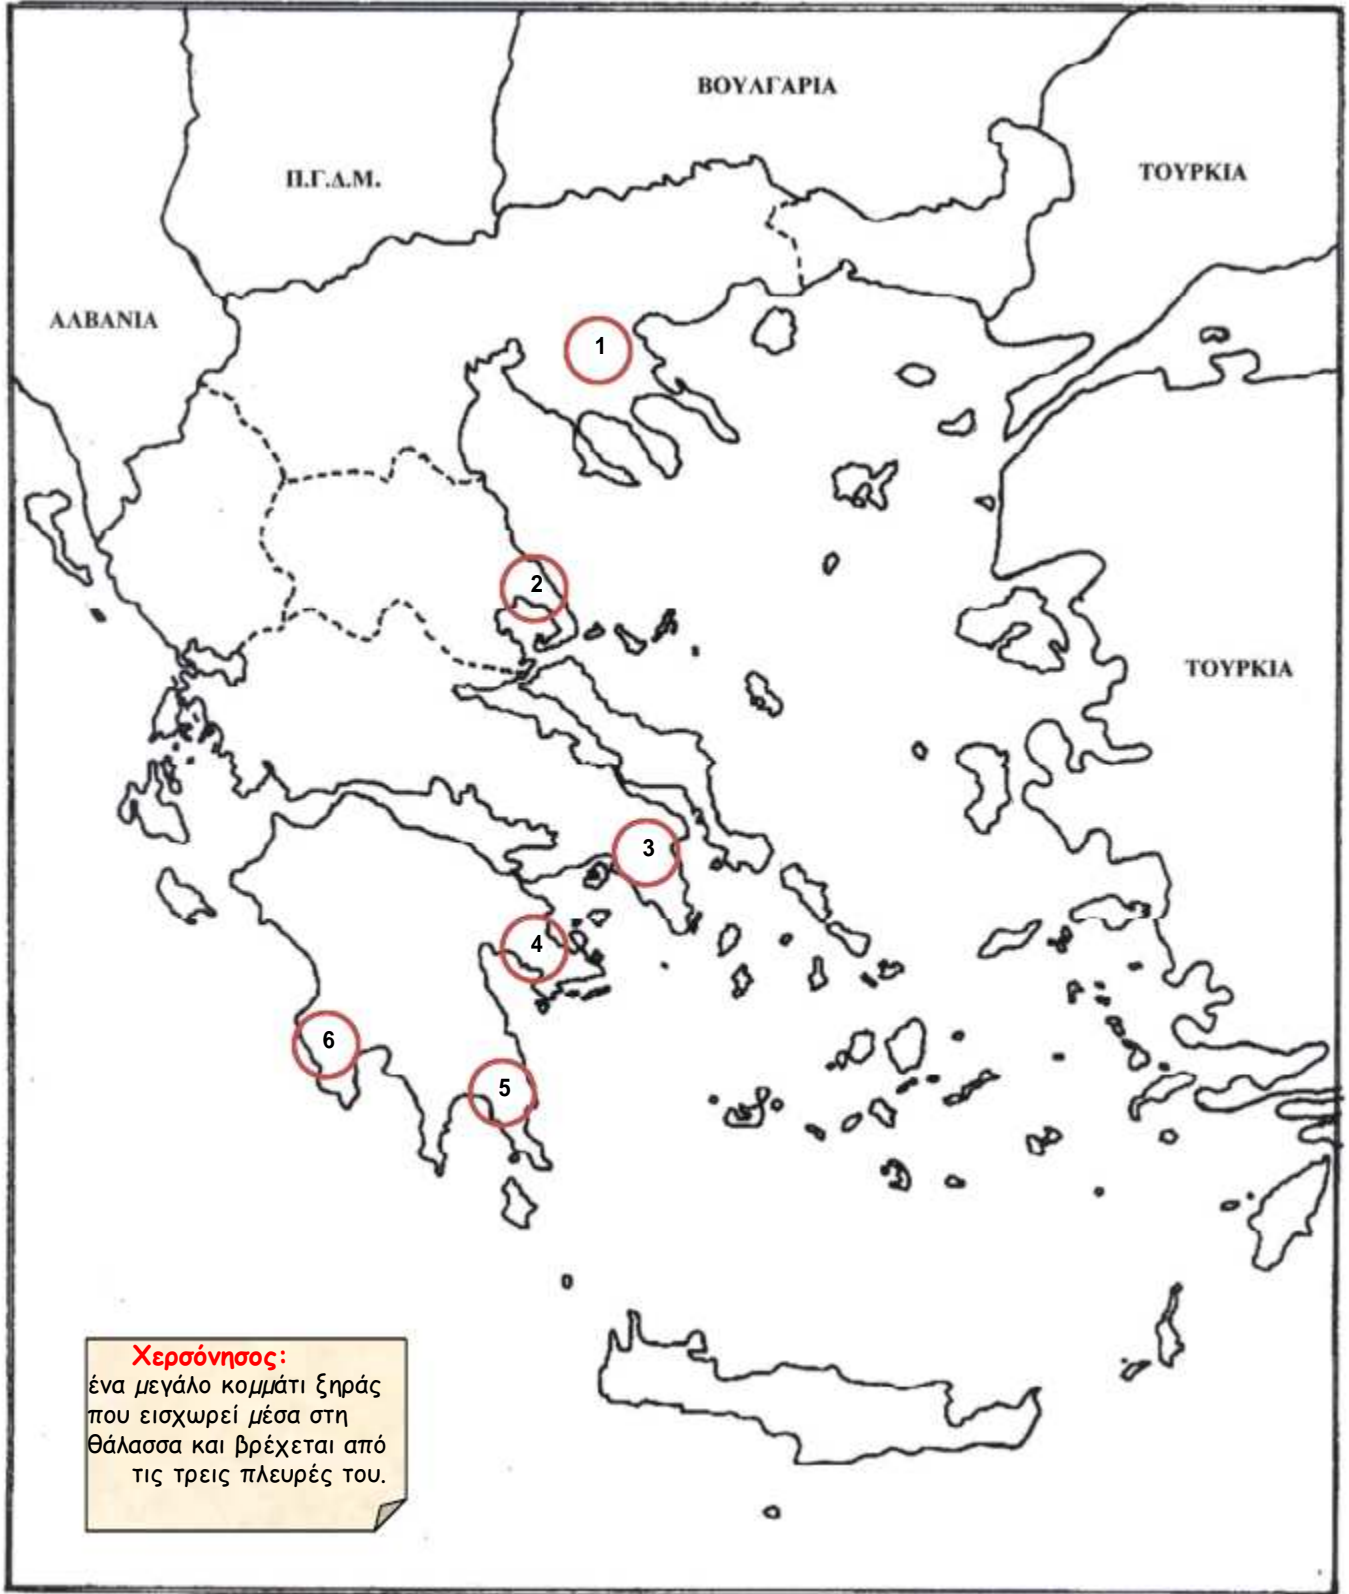 ΒΟΥΛΓΑΡΙΑ
Π.Γ.Δ.Μ.
ΤΟΥΡΚΙΑ
ΑΛΒΑΝΙΑ
1
2
ΤΟΥΡΚΙΑ
3
4
6
5
Χερσόνησος:
ένα μεγάλο κομμάτι ξηράς
που εισχωρεί μέσα στη
θάλασσα και βρέχεται από
τις τρεις πλευρές του.